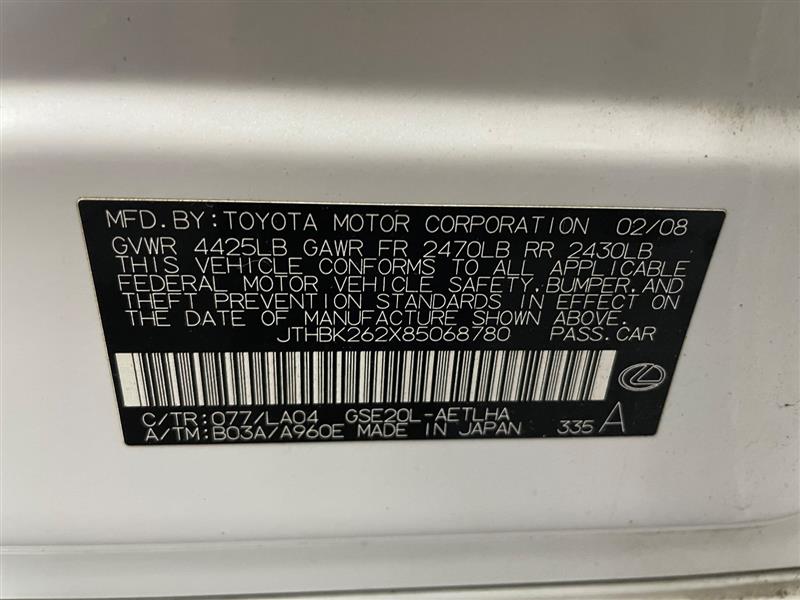 MFD. BY: TOYOTA MOTOR CORPORATION 02/08
GVWR 4425LB GAWR FR 2470LB RR 2430LB
THIS VEHICLE CONFORMS TO ALL APPLICABLE
FEDERAL MOTOR VEHICLE SAFETY, BUMPER, AND
THEFT PREVENTION STANDARDS IN EFFECT ON
THE DATE OF MANUFACTURE SHOWN ABOVE.
JTHBK262X85068780 PASS. CAR
C/TR: 077/LA04 GSE20L-AETLHA
A/TM: B03A/A960E MADE IN JAPAN 335 A